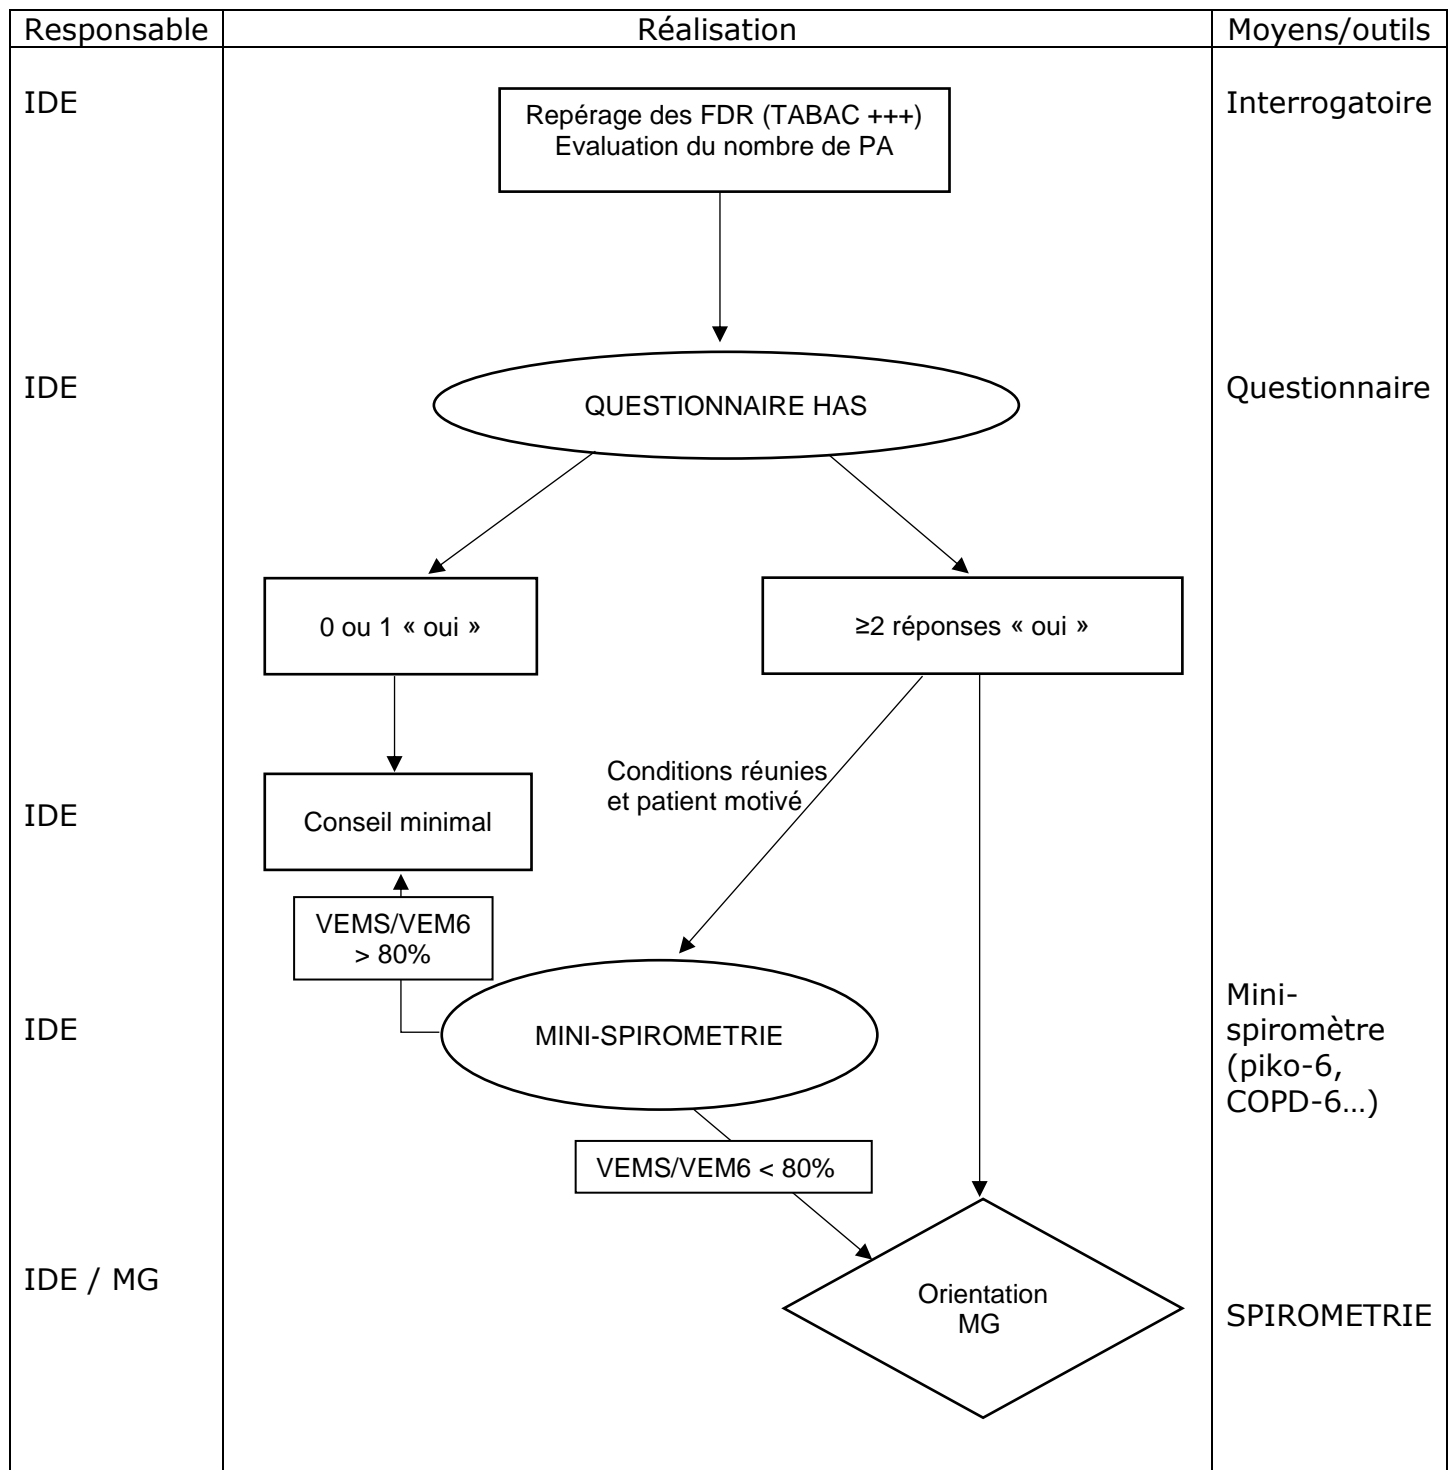 Responsable
Réalisation
Moyens/outils
IDE
Repérage des FDR (TABAC +++)
Evaluation du nombre de PA
Interrogatoire
IDE
QUESTIONNAIRE HAS
Questionnaire
0 ou 1 « oui »
≥2 réponses « oui »
Conditions réunies
et patient motivé
IDE
Conseil minimal
VEMS/VEM6
> 80%
IDE
MINI-SPIROMETRIE
Mini-
spiromètre
(piko-6,
COPD-6…)
VEMS/VEM6 < 80%
IDE / MG
Orientation
MG
SPIROMETRIE